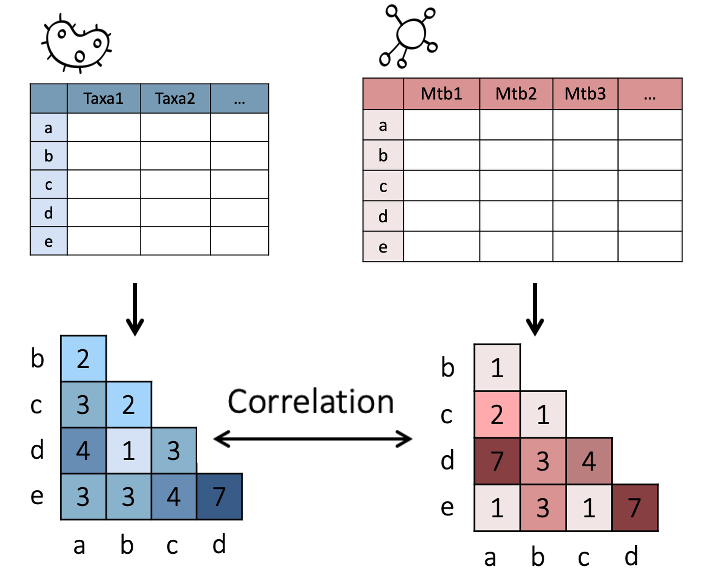 Taxa1 Taxa2 ...
a
b
c
d
e
Mtb1 Mtb2 Mtb3 ...
a
b
c
d
e
b 2
c 3 2
d 4 1 3
e 3 3 4 7
a b c d
Correlation
b 1
c 2 1
d 7 3 4
e 1 3 1 7
a b c d